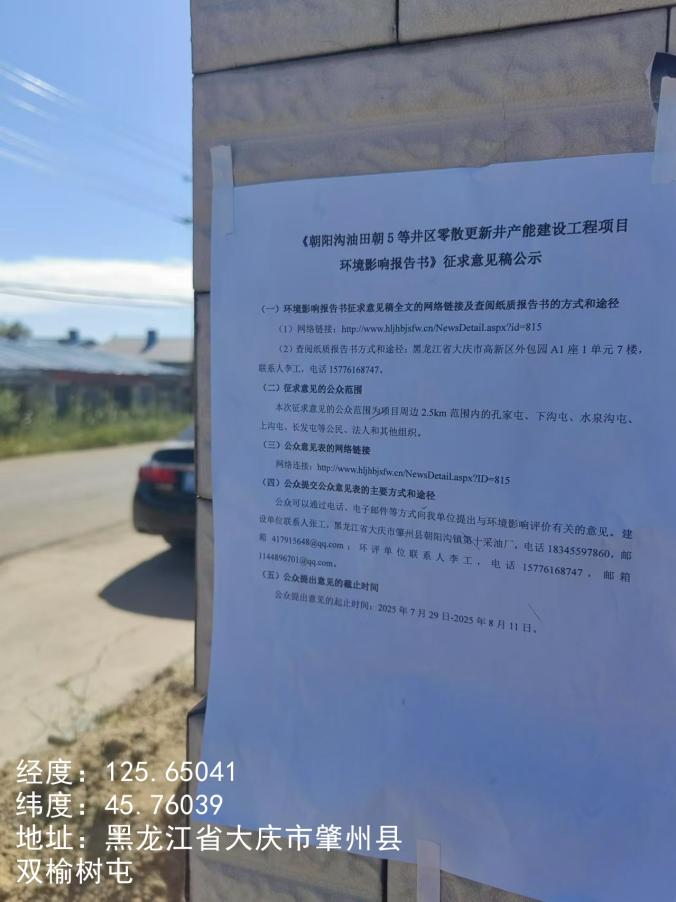 《朝阳沟油田朝 5 等井区零散更新井产能建设工程项目
环境影响报告书》征求意见稿公示
（一）环境影响报告书征求意见稿全文的网络链接及查阅纸质报告书的方式和途径
（1）网络链接：http://www.hljhbjsfw.cn/NewsDetail.aspx?id=815
（2）查阅纸质报告书方式和途径：黑龙江省大庆市高新区外包园 A1 座 1 单元 7 楼，
联系人李工，电话 15776168747。
（二）征求意见的公众范围
本次征求意见的公众范围为项目周边 2.5km 范围内的孔家屯、下沟屯、水泉沟屯、
上沟屯、长发屯等公民、法人和其他组织。
（三）公众意见表的网络链接
网络连接：http://www.hljhbjsfw.cn/NewsDetail.aspx?ID=815
（四）公众提交公众意见表的主要方式和途径
公众可以通过电话、电子邮件等方式向我单位提出与环境影响评价有关的意见。建
设单位联系人张工，黑龙江省大庆市肇州县朝阳沟镇第十采油厂，电话 18345597860，邮
箱 417915648@qq.com；环评单位联系人李工，电话 15776168747，邮箱
1144896701@qq.com。
（五）公众提出意见的截止时间
公众提出意见的起止时间：2025 年 7 月 29 日-2025 年 8 月 11 日。
经度：125.65041
纬度：45.76039
地址：黑龙江省大庆市肇州县
双榆树屯